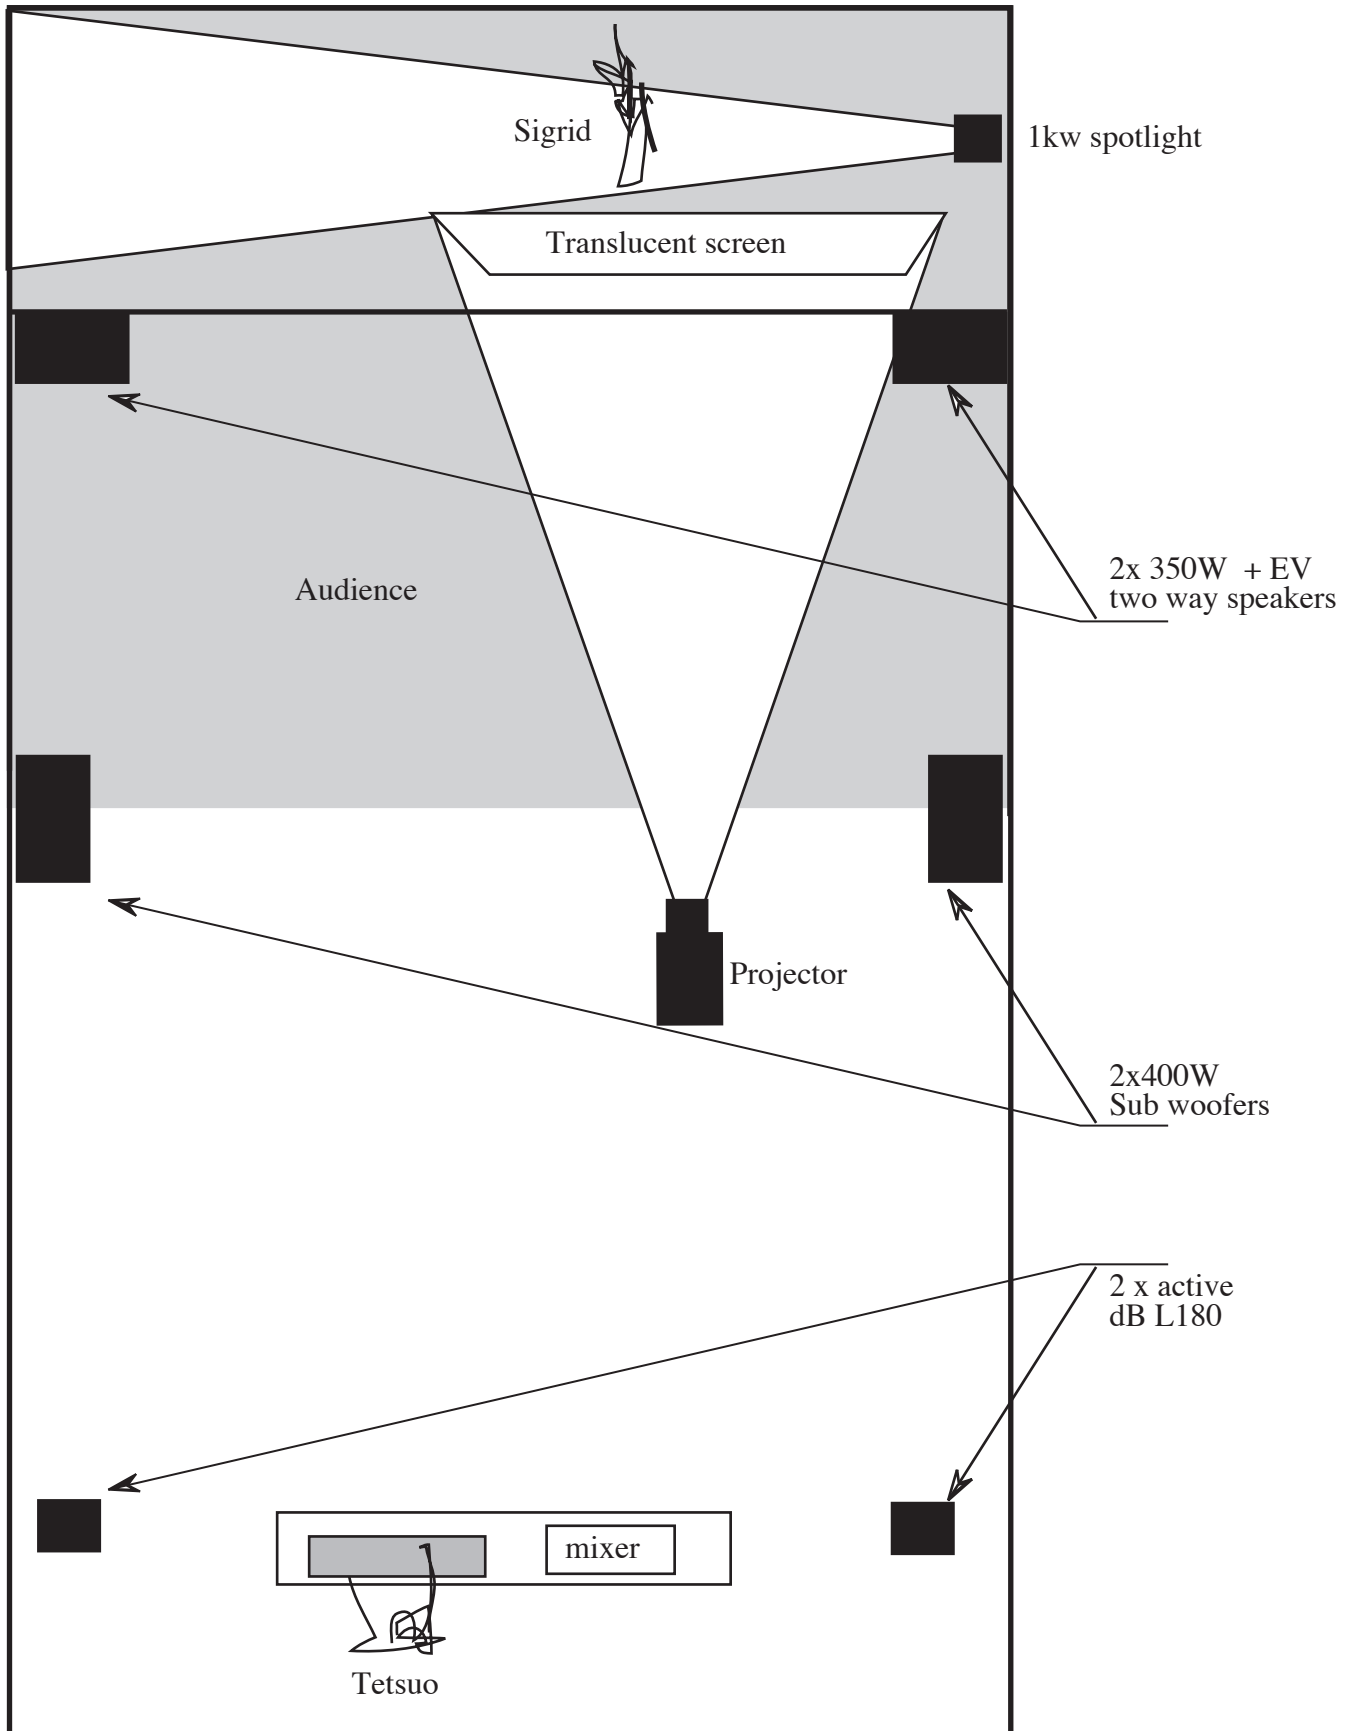 Sigrid
1kw spotlight
Translucent screen
Audience
2x 350W + EV
two way speakers
Projector
2x400W
Sub woofers
2 x active
dB L180
mixer
Tetsuo